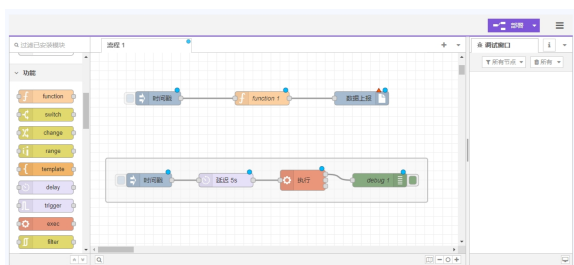 部署
过滤已安装模块
流程 1
调试窗口
i
所有节点
所有
功能
function
switch
change
range
template
delay
trigger
exec
filter
时间戳
function 1
数据上报
时间戳
延迟 5s
执行
debug 1